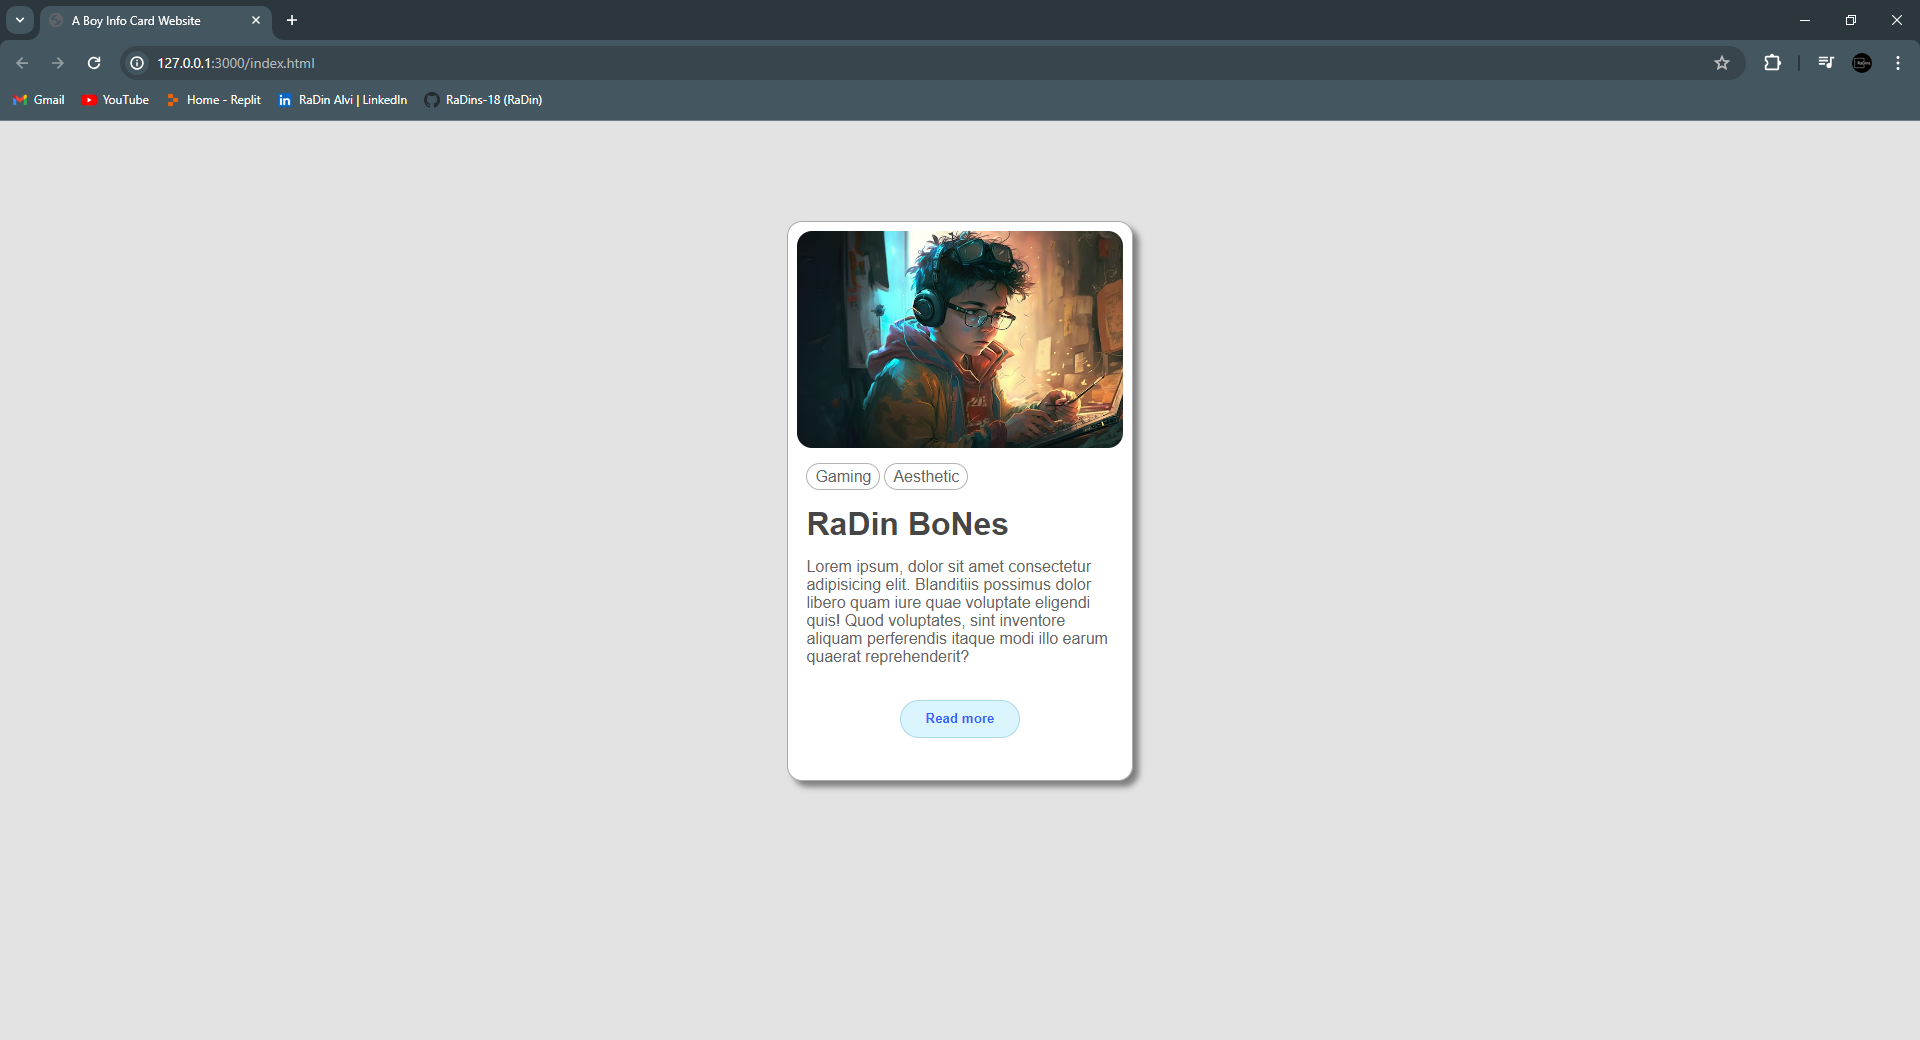 A Boy Info Card Website
127.0.0.1:3000/index.html
Gmail YouTube Home - Replit RaDin Alvi | LinkedIn RaDins-18 (RaDin)
Gaming Aesthetic
RaDin BoNes
Lorem ipsum, dolor sit amet consectetur
adipisicing elit. Blanditiis possimus dolor
libero quam iure quae voluptate eligendi
quis! Quod voluptates, sint inventore
aliquam perferendis itaque modi illo earum
quaerat reprehenderit?
Read more